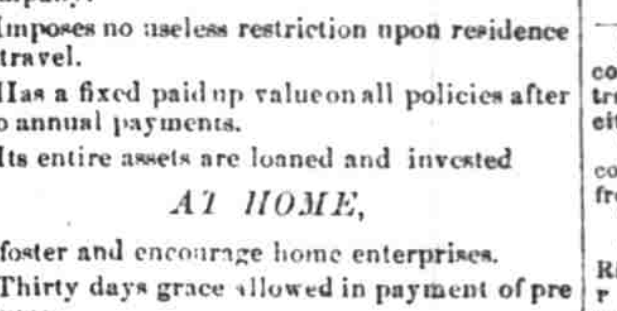 Imposes no useless restriction upon residence
travel.
Has a fixed paid up value on all policies after
annual payments.
Its entire assets are loaned and invested
AT HOME,
foster and encourage home enterprises.
Thirty days grace allowed in payment of pre
co
tr
eit
co
fr